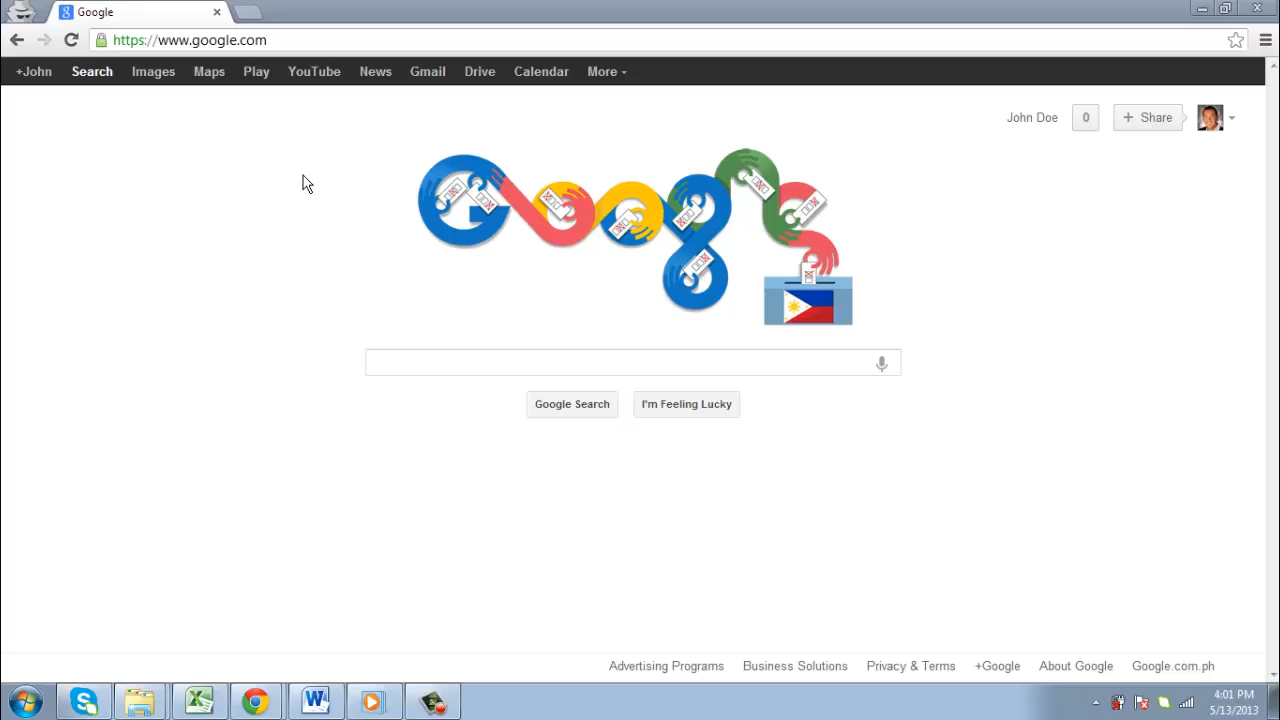 Google
https://www.google.com
+John Search Images Maps Play YouTube News Gmail Drive Calendar More
John Doe 0 + Share
Google Search I'm Feeling Lucky
Advertising Programs Business Solutions Privacy & Terms +Google About Google Google.com.ph
4:01 PM
5/13/2013